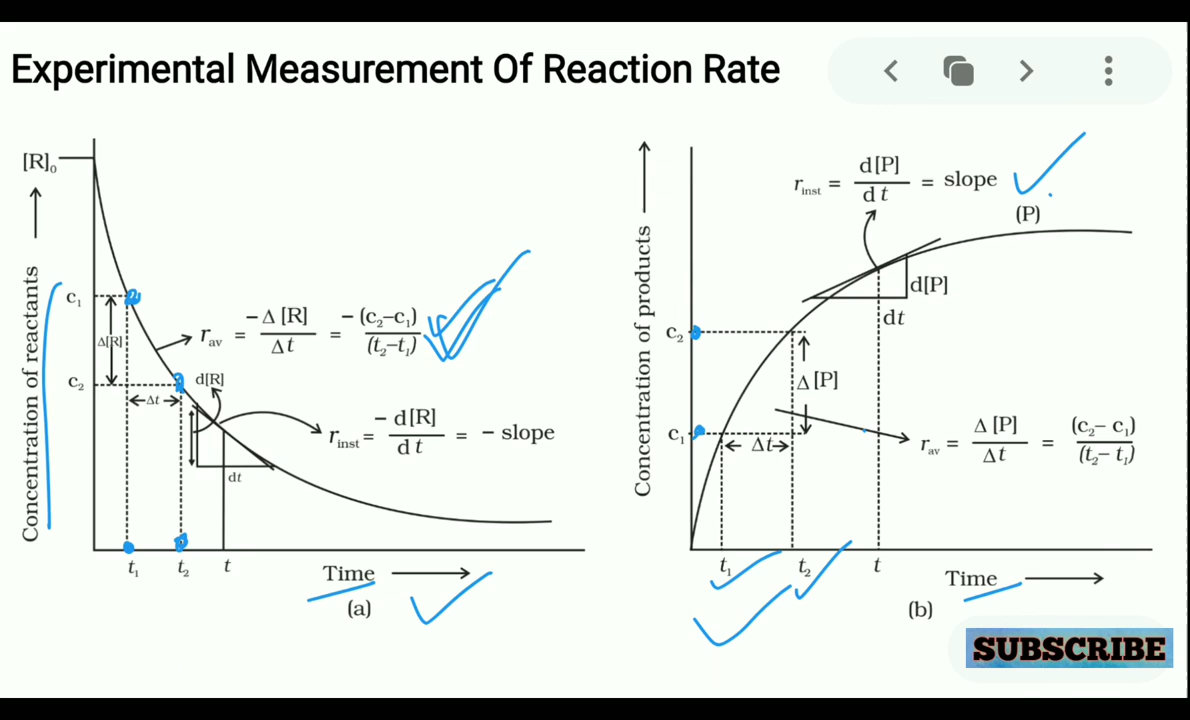 Experimental Measurement Of Reaction Rate
[R]₀
Concentration of reactants
c₁
Δ[R]
c₂
Δt
r_av = −Δ[R]/Δt = −(c₂–c₁)/(t₂–t₁)
d[R]
r_inst = −d[R]/dt = − slope
dt
t₁ t₂ t
Time
(a)
Concentration of products
r_inst = d[P]/dt = slope
(P)
d[P]
dt
c₂
Δ[P]
c₁
Δt
r_av = Δ[P]/Δt = (c₂– c₁)/(t₂– t₁)
t₁ t₂ t
Time
(b)
SUBSCRIBE